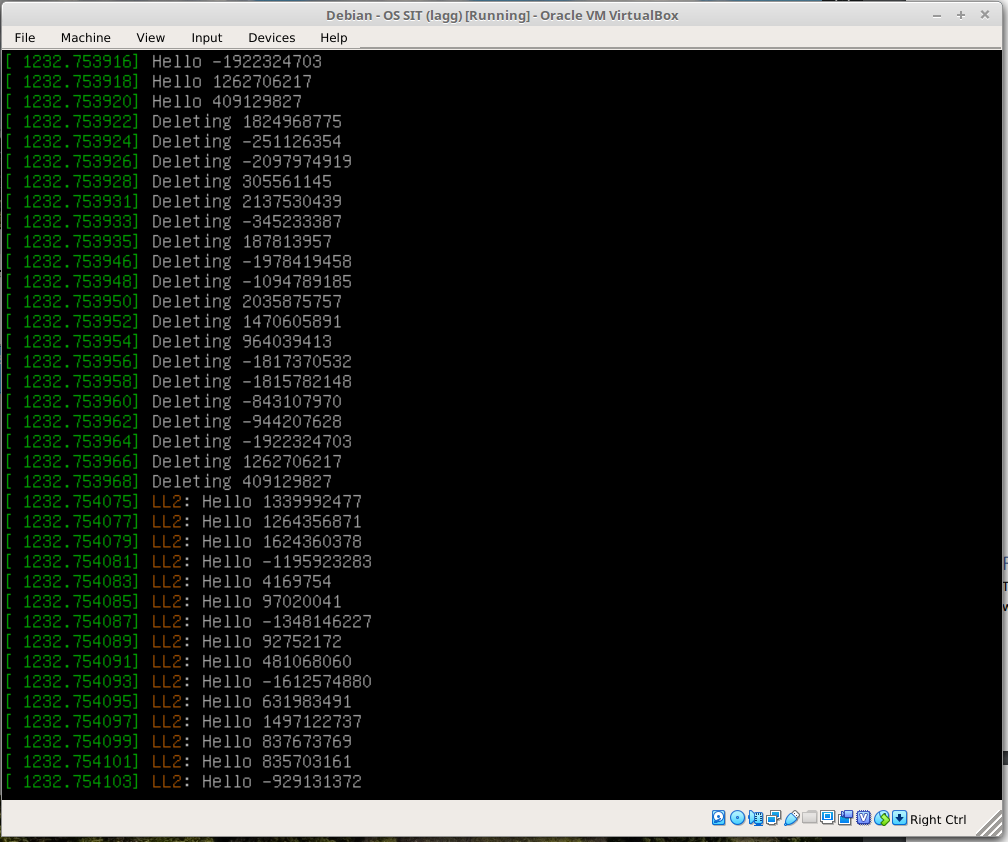 Debian - OS SIT (lagg) [Running] - Oracle VM VirtualBox
File Machine View Input Devices Help
[ 1232.753916] Hello -1922324703
[ 1232.753918] Hello 1262706217
[ 1232.753920] Hello 409129827
[ 1232.753922] Deleting 1824968775
[ 1232.753924] Deleting -251126354
[ 1232.753926] Deleting -2097974919
[ 1232.753928] Deleting 305561145
[ 1232.753931] Deleting 2137530439
[ 1232.753933] Deleting -345233387
[ 1232.753935] Deleting 187813957
[ 1232.753946] Deleting -1978419458
[ 1232.753948] Deleting -1094789185
[ 1232.753950] Deleting 2035875757
[ 1232.753952] Deleting 1470605891
[ 1232.753954] Deleting 964039413
[ 1232.753956] Deleting -1817370532
[ 1232.753958] Deleting -1815782148
[ 1232.753960] Deleting -843107970
[ 1232.753962] Deleting -944207628
[ 1232.753964] Deleting -1922324703
[ 1232.753966] Deleting 1262706217
[ 1232.753968] Deleting 409129827
[ 1232.754075] LL2: Hello 1339992477
[ 1232.754077] LL2: Hello 1264356871
[ 1232.754079] LL2: Hello 1624360378
[ 1232.754081] LL2: Hello -1195923283
[ 1232.754083] LL2: Hello 4169754
[ 1232.754085] LL2: Hello 97020041
[ 1232.754087] LL2: Hello -1348146227
[ 1232.754089] LL2: Hello 92752172
[ 1232.754091] LL2: Hello 481068060
[ 1232.754093] LL2: Hello -1612574880
[ 1232.754095] LL2: Hello 631983491
[ 1232.754097] LL2: Hello 1497122737
[ 1232.754099] LL2: Hello 837673769
[ 1232.754101] LL2: Hello 835703161
[ 1232.754103] LL2: Hello -929131372
Right Ctrl